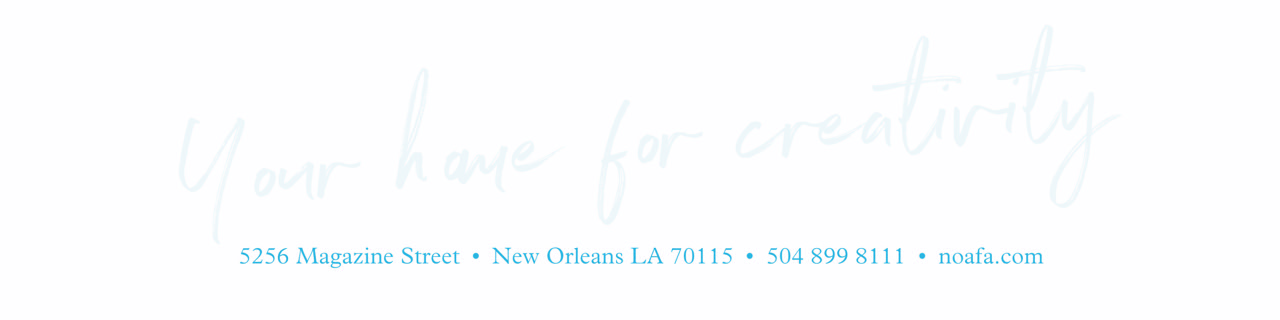 Your home for creativity
5256 Magazine Street • New Orleans LA 70115 • 504 899 8111 • noafa.com